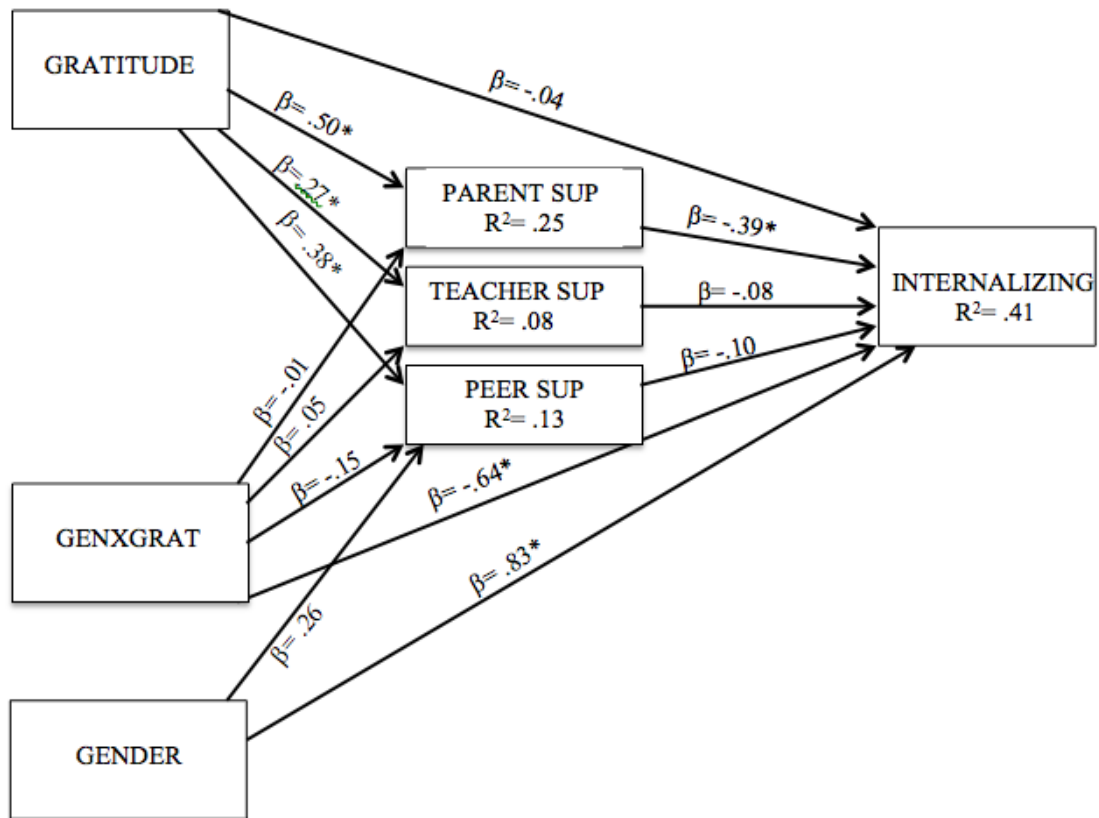 GRATITUDE
β= -.04
β= .50*
β= .27*
β= .38*
PARENT SUP
R²= .25
β= -.39*
TEACHER SUP
R²= .08
β= -.08
INTERNALIZING
R²= .41
PEER SUP
R²= .13
β= -.10
β= -.01
β= .05
β= -.15
β= -.64*
GENXGRAT
β= .83*
β= .26
GENDER